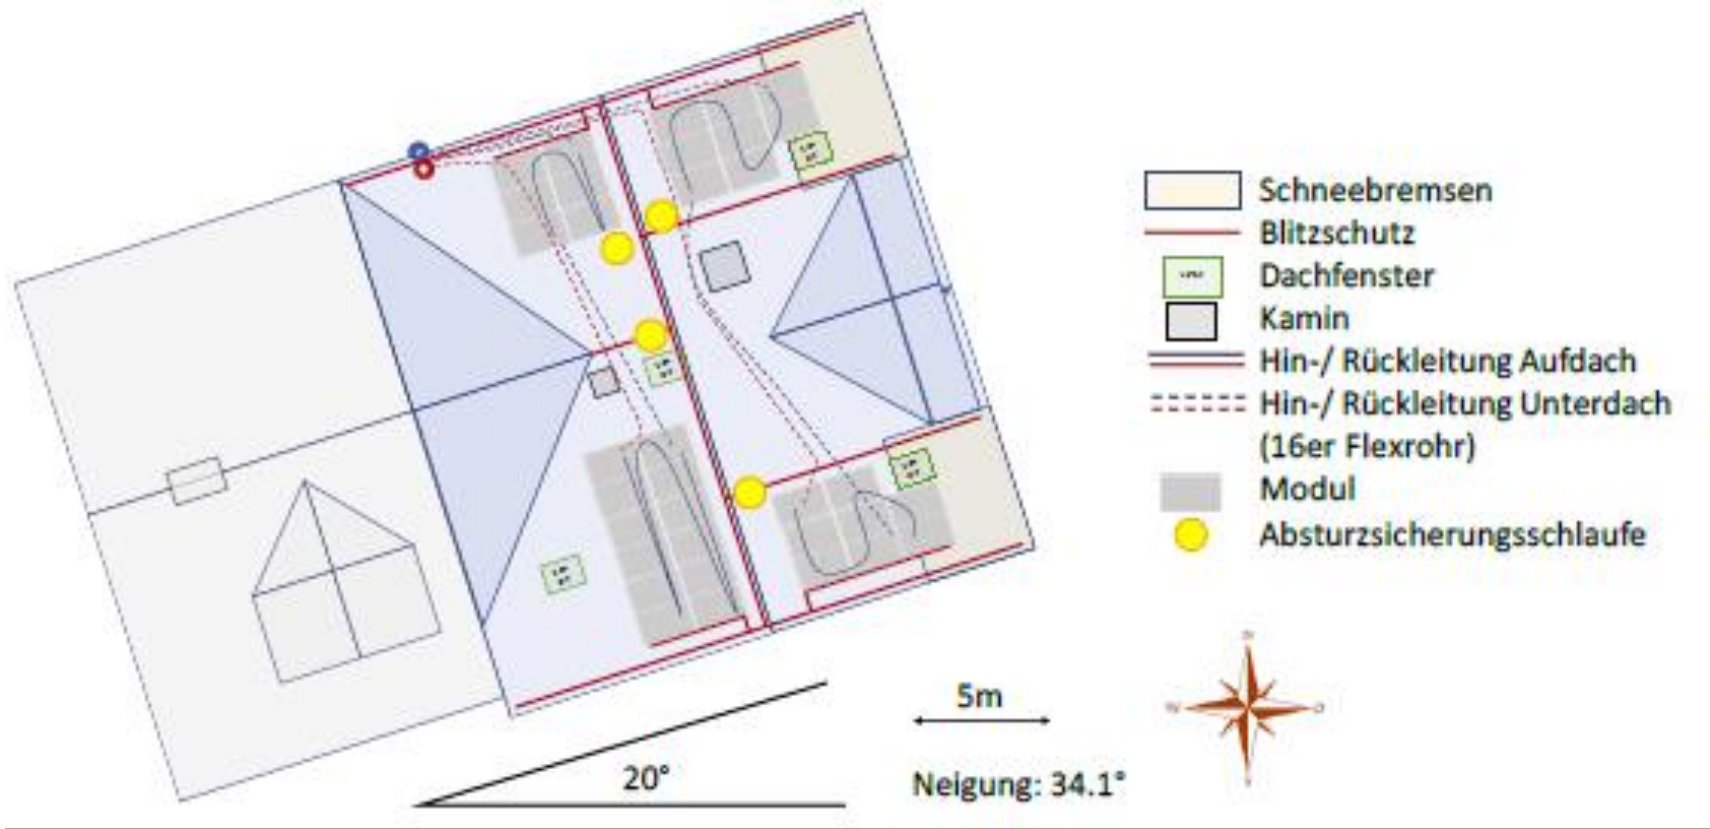 Schneebremsen
Blitzschutz
Dachfenster
Kamin
Hin-/ Rückleitung Aufdach
Hin-/ Rückleitung Unterdach
(16er Flexrohr)
Modul
Absturzsicherungsschlaufe
5m
20°
Neigung: 34.1°